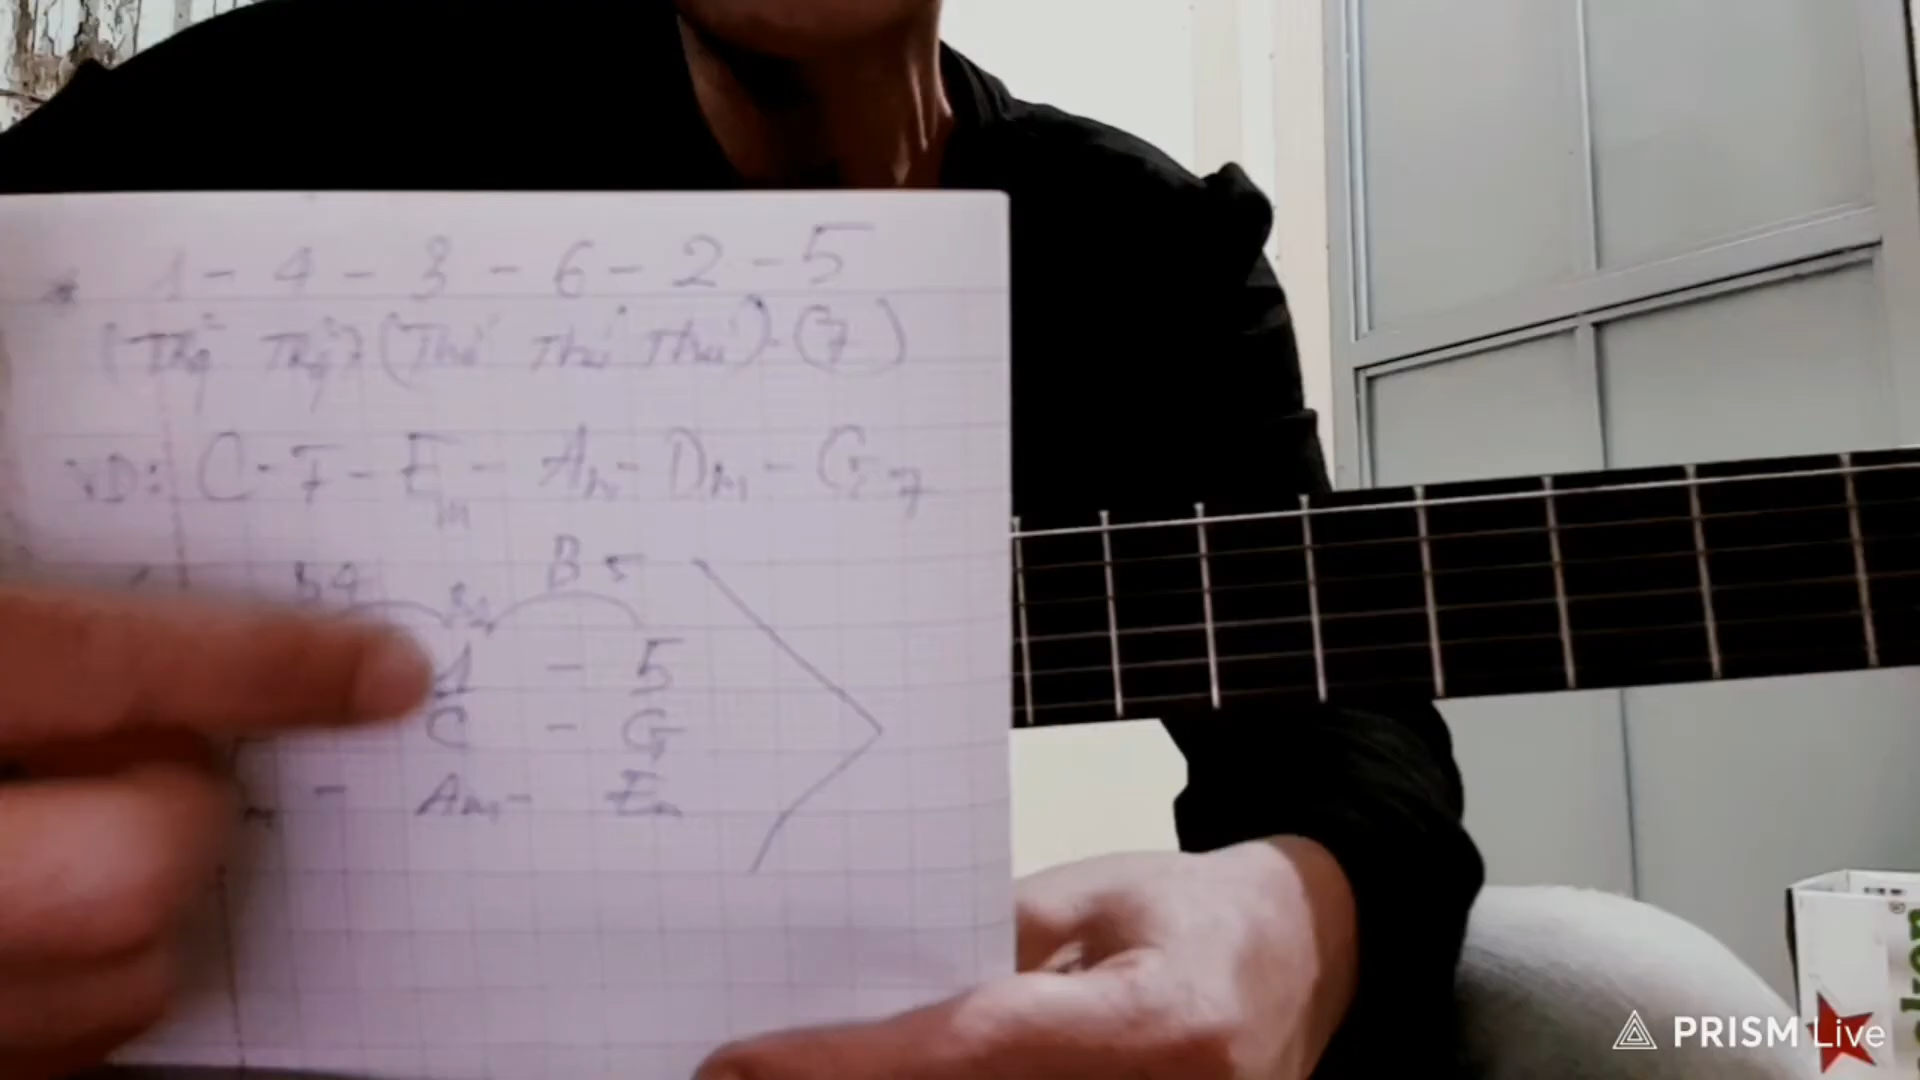 1 - 4 - 3 - 6 - 2 - 5
(Thg Thg) (Thứ Thứ Thứ) - (7)
VD: C - F - Em - Am - Dm - G7
B5
1 - 5
C - G
m - Am - Em
PRISM Live